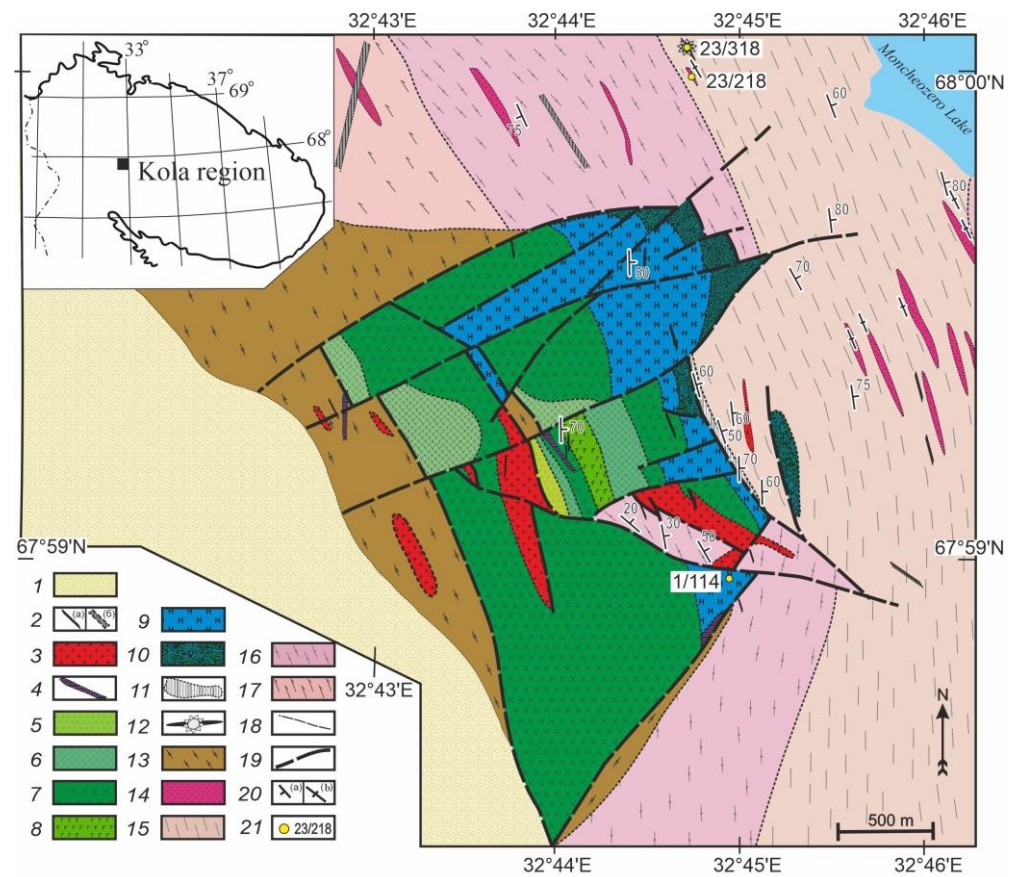 32°43'E 32°44'E 32°45'E 32°46'E
33°
37°
69°
68°
Kola region
23/318
23/218
68°00'N
Moncheozero Lake
75
60
80
80
50
70
60
75
70
60
50
70
60
20
30
50
67°59'N
67°59'N
1/114
1
2 (a) (б) 9
3 10 16
4 11 17
32°43'E
5 12 18
6 13 19
7 14 20 (a) (b)
8 15 21 23/218
N
500 m
32°44'E 32°45'E 32°46'E